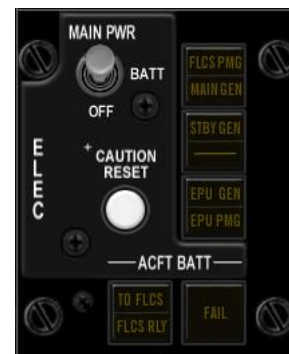 MAIN PWR
BATT
OFF
ELEC
+ CAUTION
RESET
FLCS PMG
MAIN GEN
STBY GEN
EPU GEN
EPU PMG
ACFT BATT
TO FLCS
FLCS RLY
FAIL